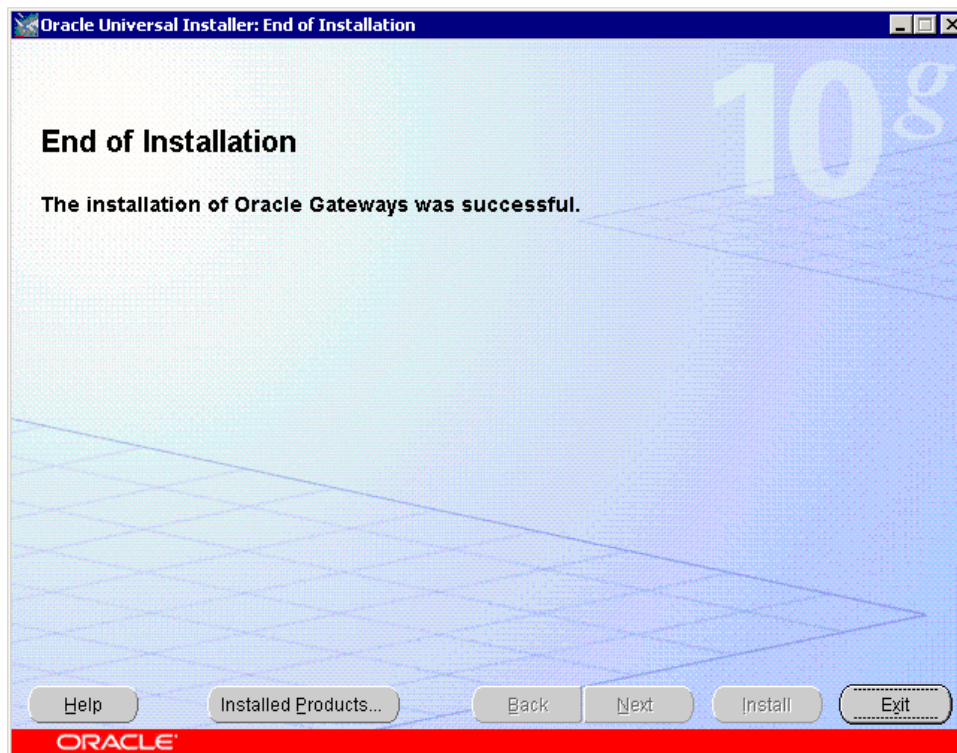 Oracle Universal Installer: End of Installation
10g
End of Installation
The installation of Oracle Gateways was successful.
Help
Installed Products...
Back
Next
Install
Exit
ORACLE